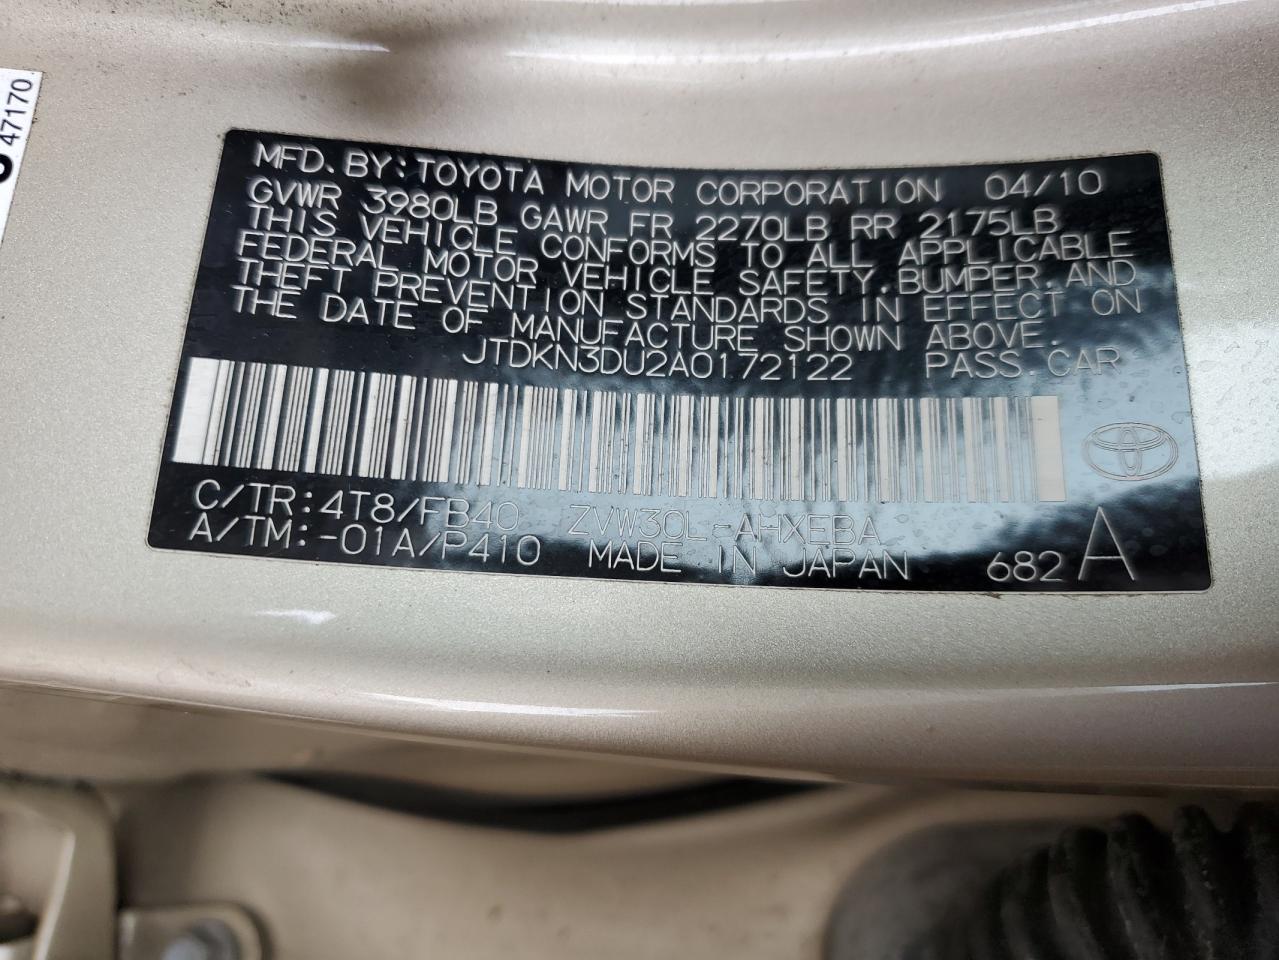 47170
MFD.BY:TOYOTA MOTOR CORPORATION 04/10
GVWR 3980LB GAWR FR 2270LB RR 2175LB
THIS VEHICLE CONFORMS TO ALL APPLICABLE
FEDERAL MOTOR VEHICLE SAFETY,BUMPER,AND
THEFT PREVENTION STANDARDS IN EFFECT ON
THE DATE OF MANUFACTURE SHOWN ABOVE.
JTDKN3DU2A0172122 PASS.CAR
C/TR:4T8/FB40 ZVW30L-AHXEBA
A/TM:-01A/P410 MADE IN JAPAN 682 A